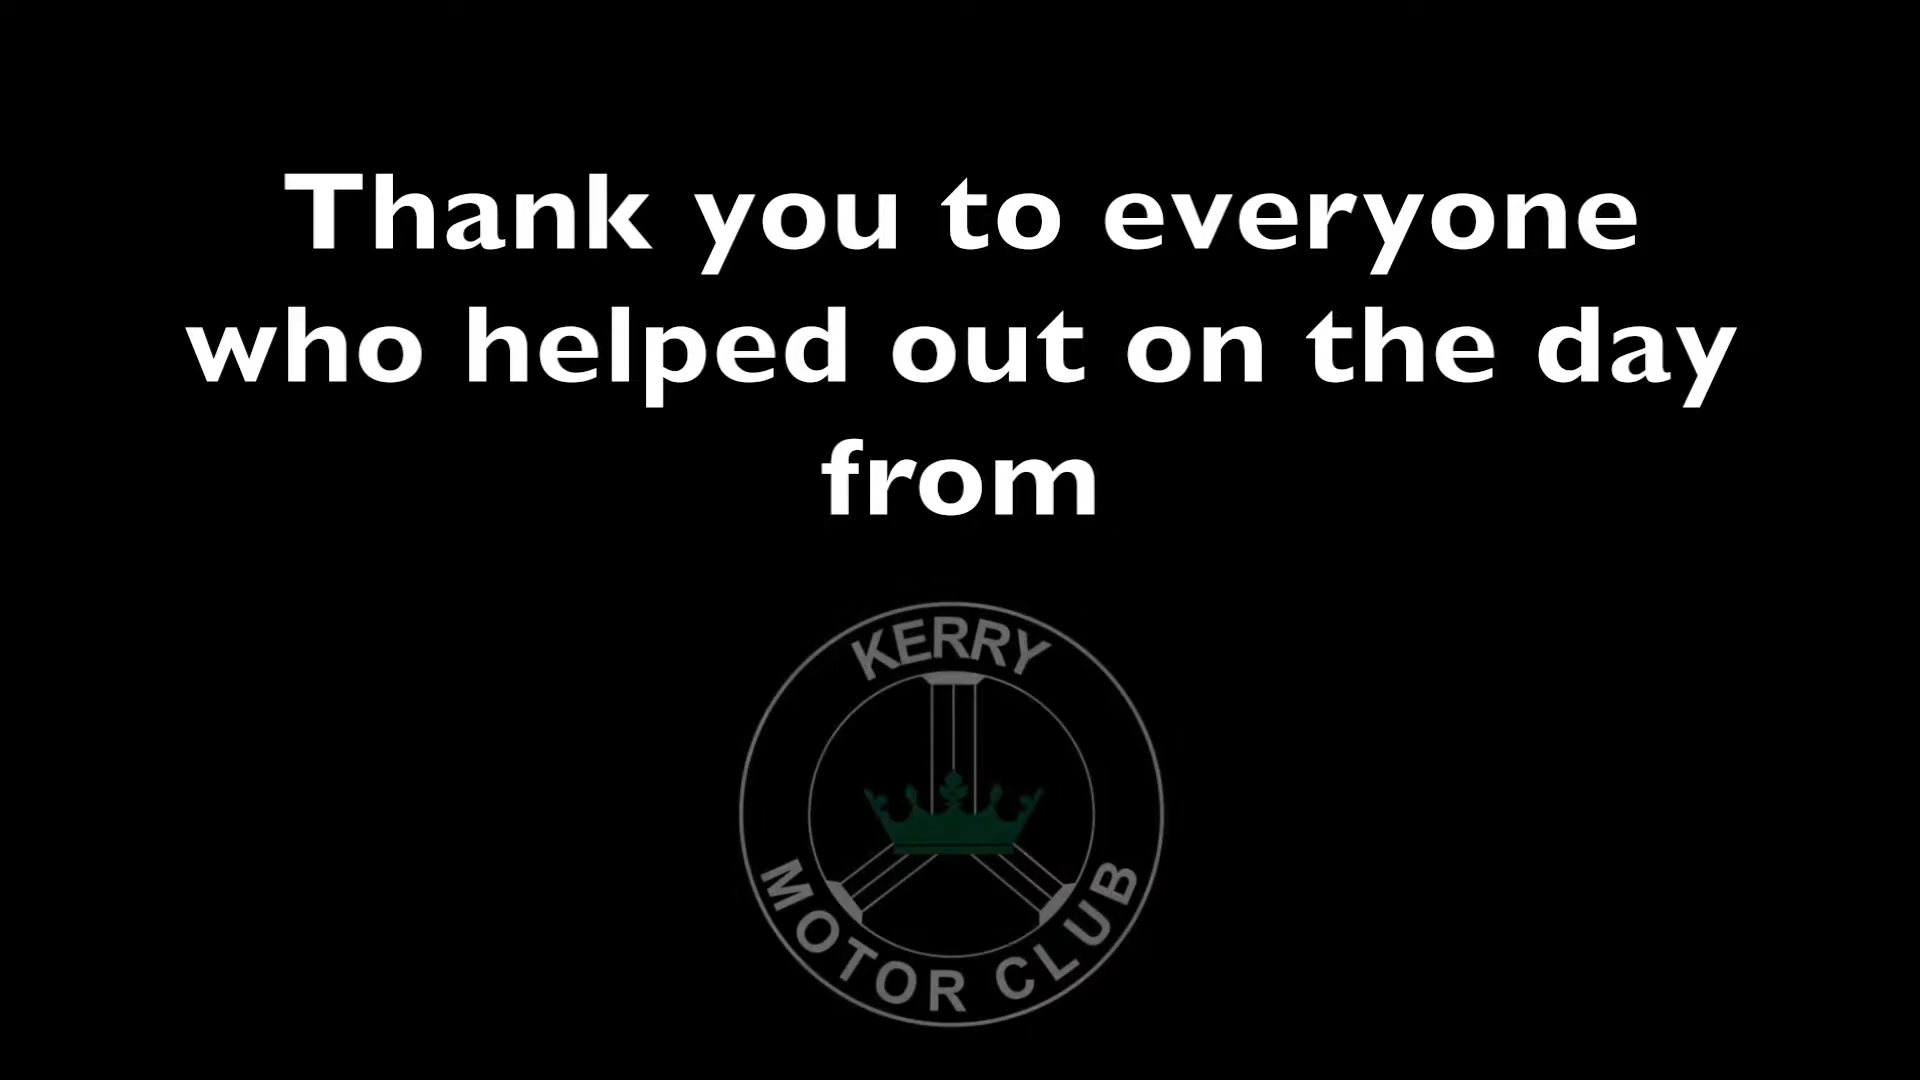 Thank you to everyone
who helped out on the day
from
KERRY
MOTOR CLUB